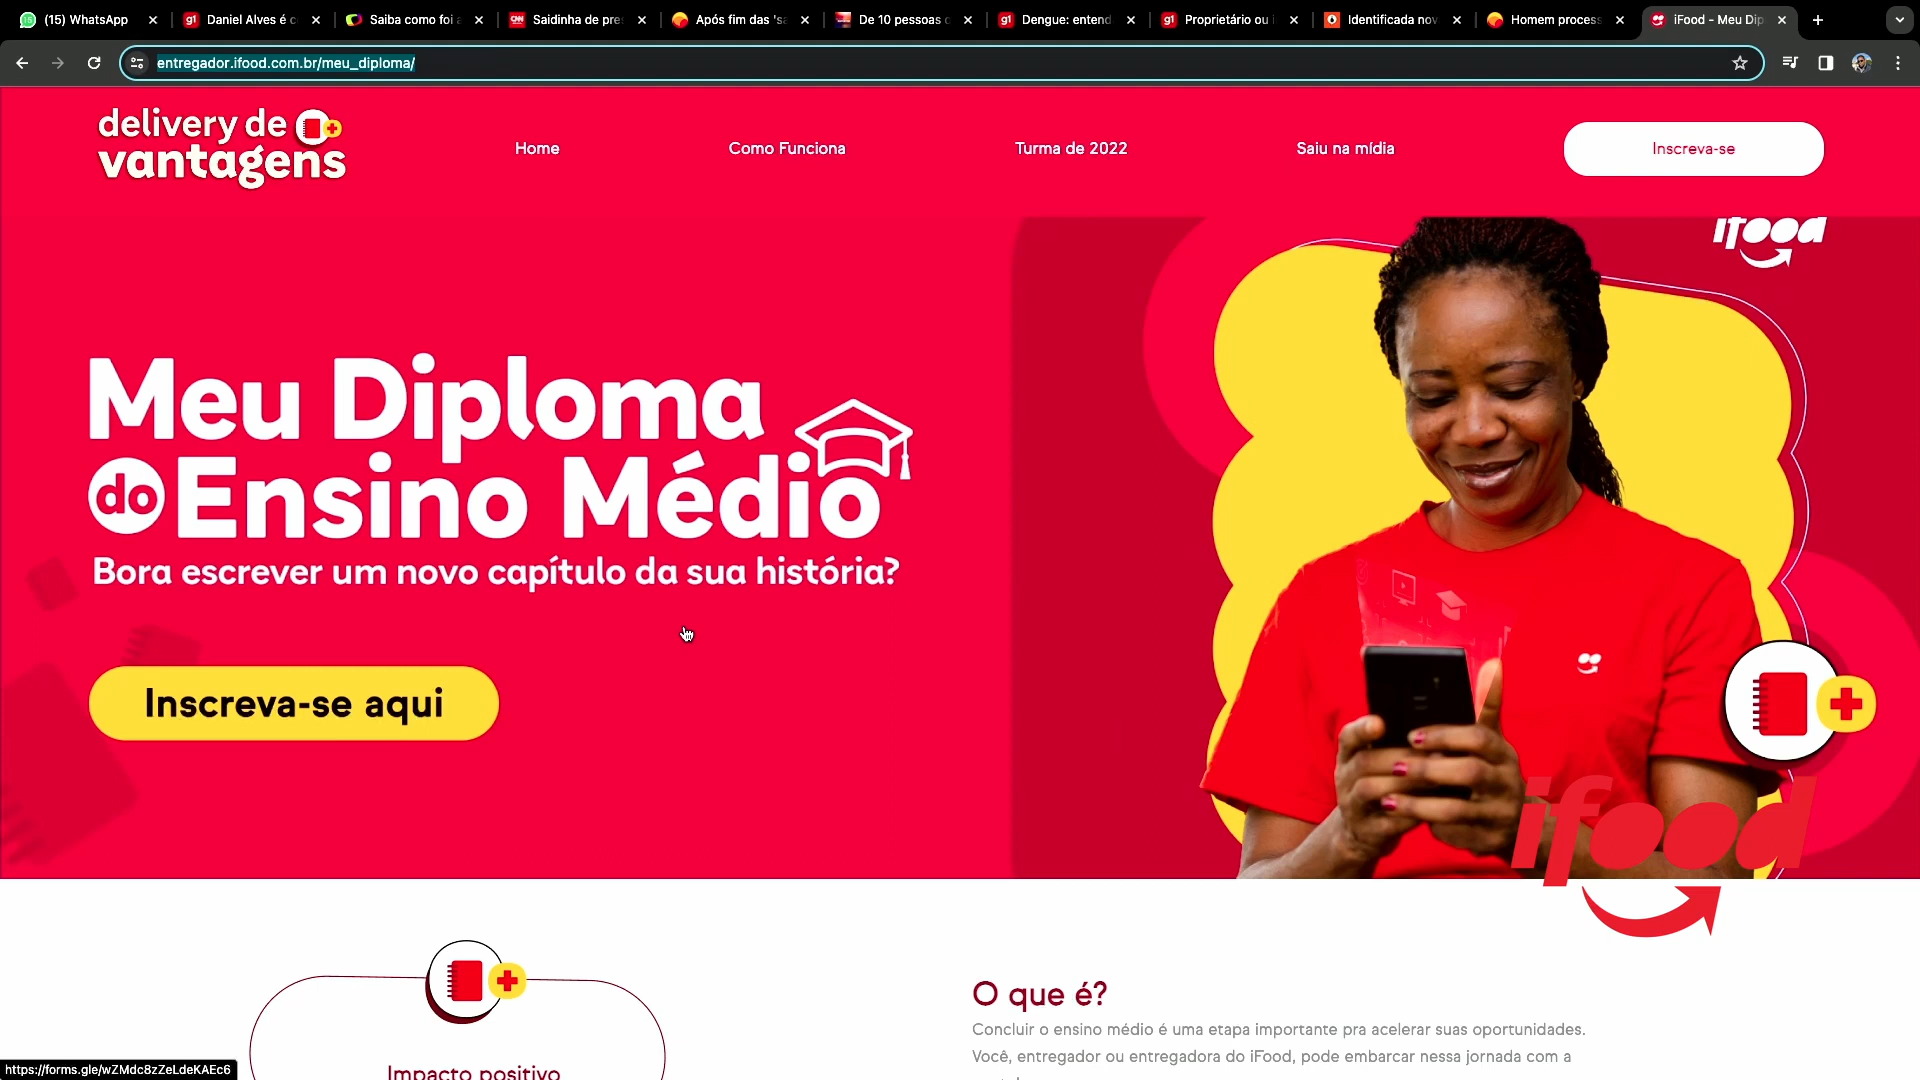 (15) WhatsApp
Daniel Alves é c
Saiba como foi a
Saidinha de pre
Após fim das 'sa
De 10 pessoas c
Dengue: entend
Proprietário ou i
Identificada nov
Homem process
iFood - Meu Dip
entregador.ifood.com.br/meu_diploma/
delivery de
vantagens
Home
Como Funciona
Turma de 2022
Saiu na mídia
Inscreva-se
ifood
Meu Diploma
do Ensino Médio
Bora escrever um novo capítulo da sua história?
Inscreva-se aqui
ifood
O que é?
Concluir o ensino médio é uma etapa importante pra acelerar suas oportunidades.
Você, entregador ou entregadora do iFood, pode embarcar nessa jornada com a
Impacto positivo
https://forms.gle/wZMdc8zZeLdeKAEc6